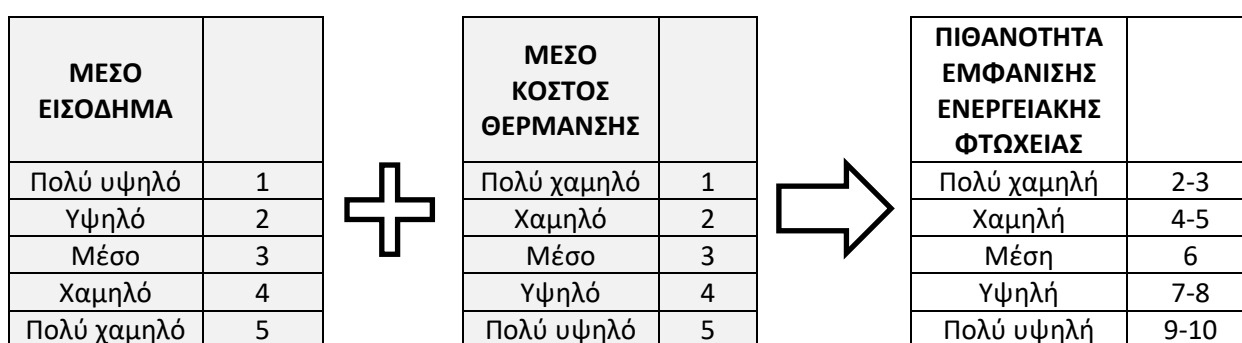 ΜΕΣΟ
ΕΙΣΟΔΗΜΑ
Πολύ υψηλό 1
Υψηλό 2
Μέσο 3
Χαμηλό 4
Πολύ χαμηλό 5
ΜΕΣΟ
ΚΟΣΤΟΣ
ΘΕΡΜΑΝΣΗΣ
Πολύ χαμηλό 1
Χαμηλό 2
Μέσο 3
Υψηλό 4
Πολύ υψηλό 5
ΠΙΘΑΝΟΤΗΤΑ
ΕΜΦΑΝΙΣΗΣ
ΕΝΕΡΓΕΙΑΚΗΣ
ΦΤΩΧΕΙΑΣ
Πολύ χαμηλή 2-3
Χαμηλή 4-5
Μέση 6
Υψηλή 7-8
Πολύ υψηλή 9-10